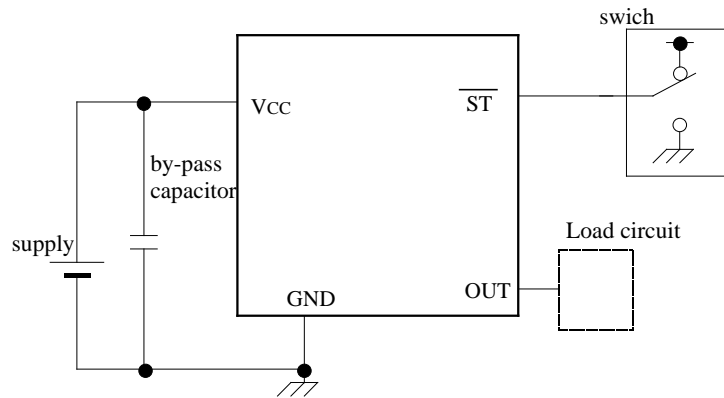 swich
VCC
ST
by-pass
capacitor
supply
Load circuit
GND
OUT